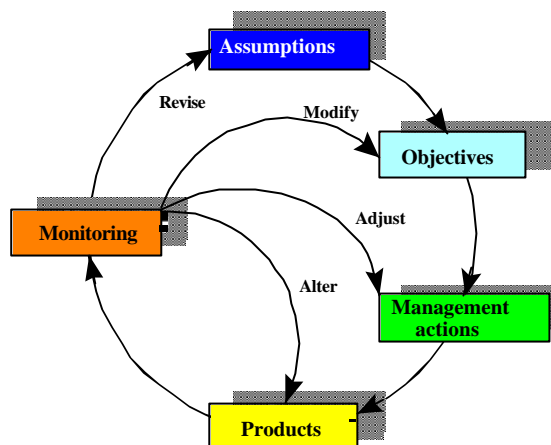 Assumptions
Revise
Modify
Objectives
Monitoring
Adjust
Alter
Management
actions
Products